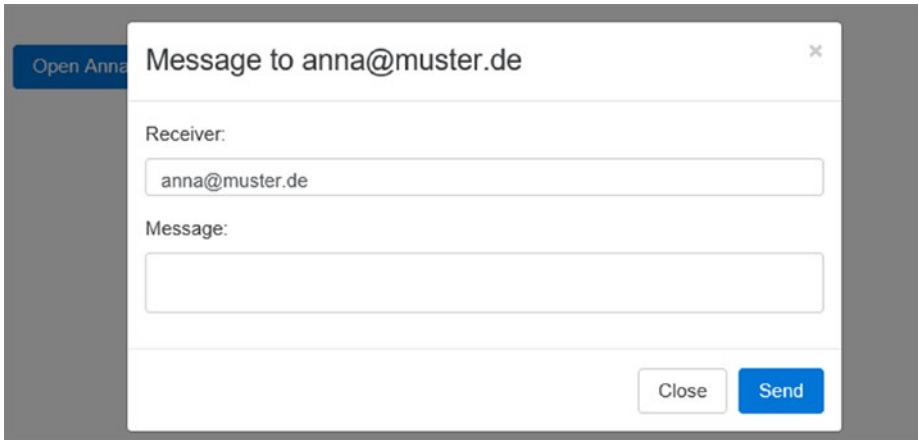 Open Anna
Message to anna@muster.de ×
Receiver:
anna@muster.de
Message:
Close Send